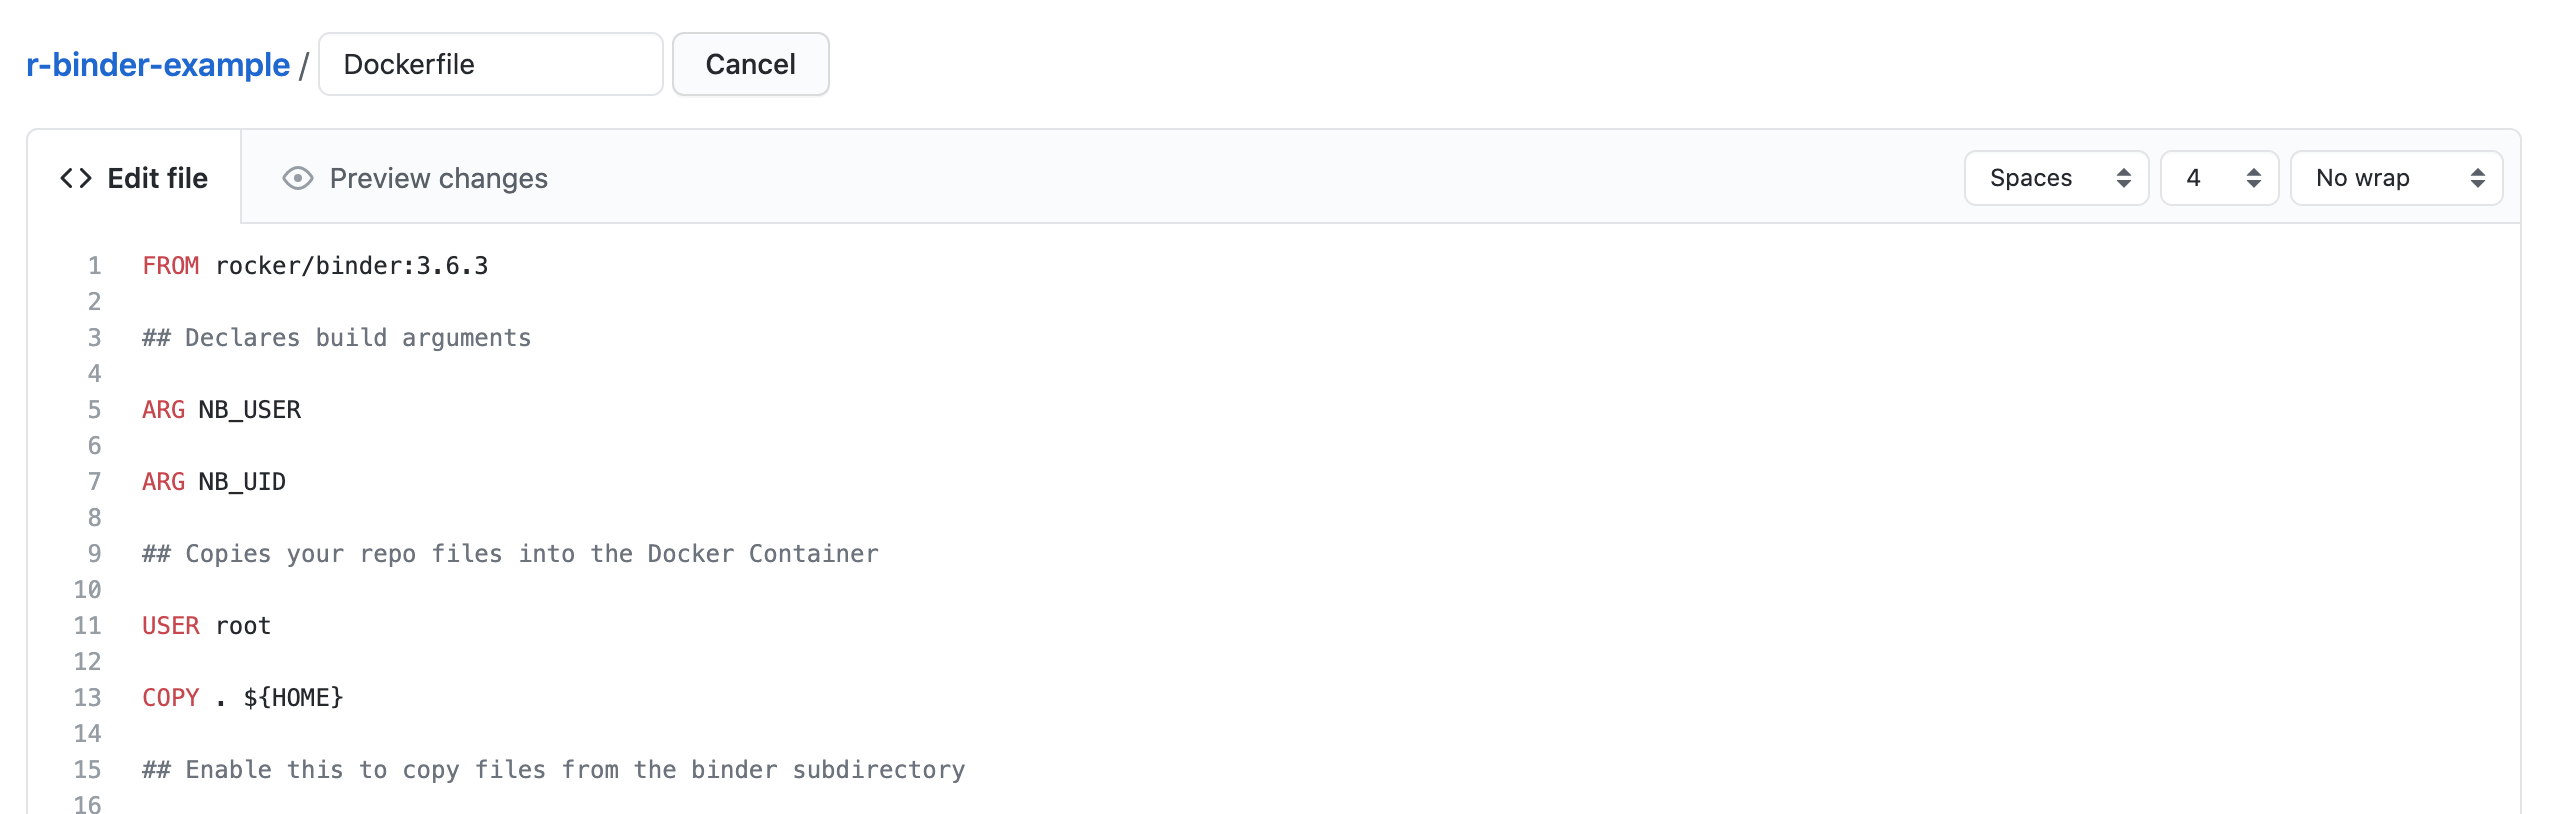 r-binder-example / Dockerfile Cancel
Edit file Preview changes Spaces 4 No wrap
1 FROM rocker/binder:3.6.3
2
3 ## Declares build arguments
4
5 ARG NB_USER
6
7 ARG NB_UID
8
9 ## Copies your repo files into the Docker Container
10
11 USER root
12
13 COPY . ${HOME}
14
15 ## Enable this to copy files from the binder subdirectory
16